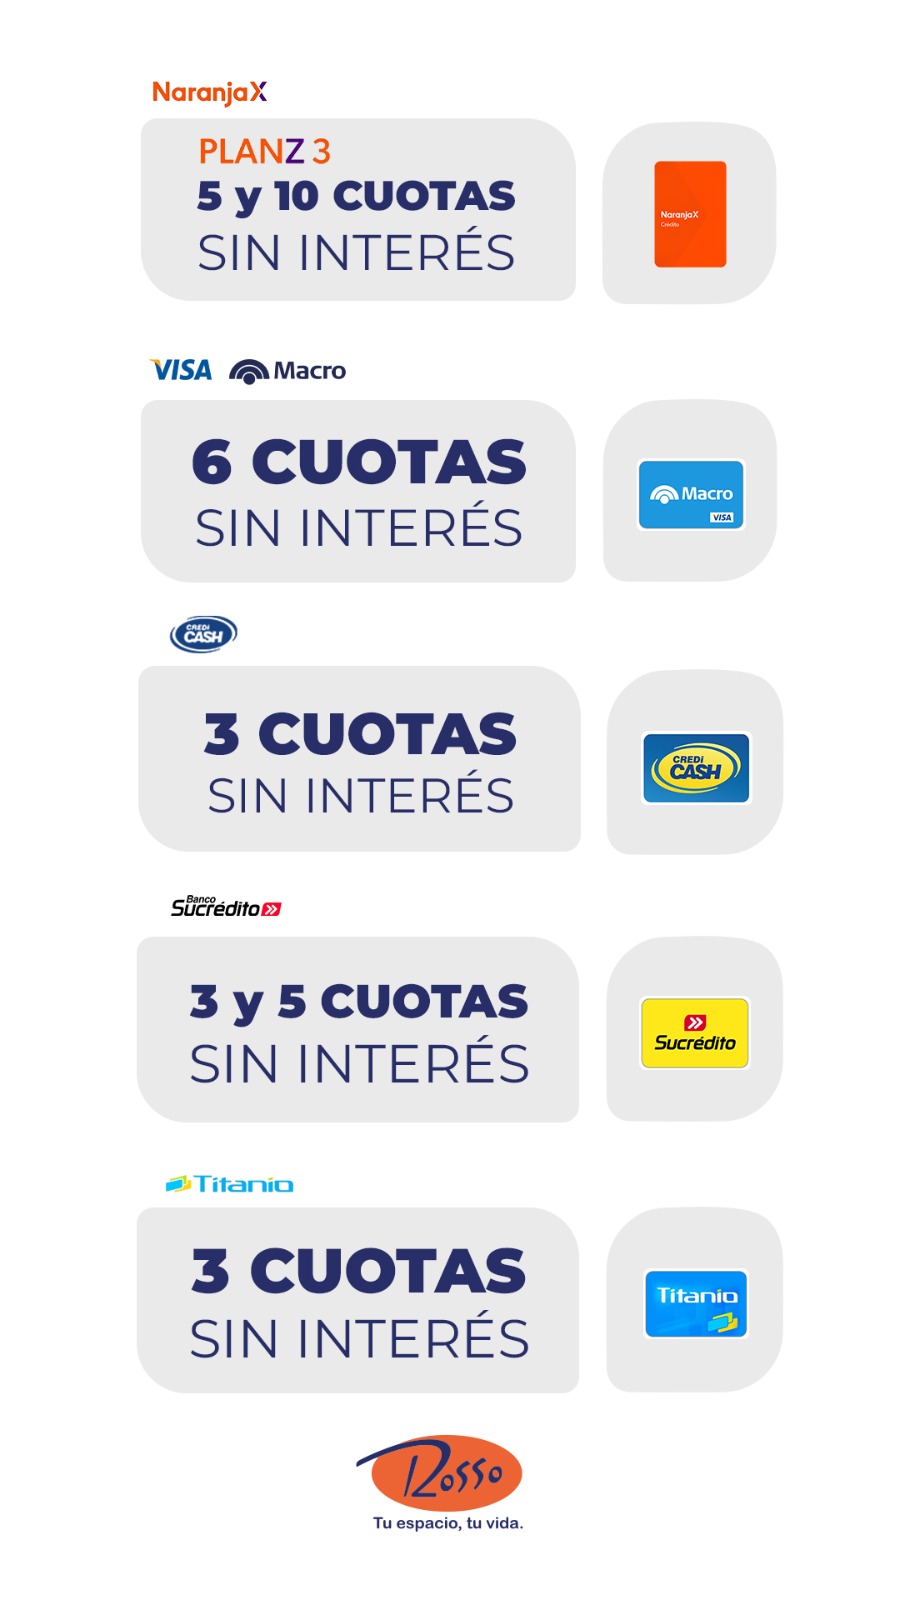 NaranjaX
PLANZ 3
5 y 10 CUOTAS
SIN INTERÉS
NaranjaX
Crédito
VISA Macro
6 CUOTAS
SIN INTERÉS
Macro
VISA
CREDi
CASH
3 CUOTAS
SIN INTERÉS
CREDi
CASH
Banco
Sucrédito
3 y 5 CUOTAS
SIN INTERÉS
Sucrédito
Titanio
3 CUOTAS
SIN INTERÉS
Titanio
Rosso
Tu espacio, tu vida.